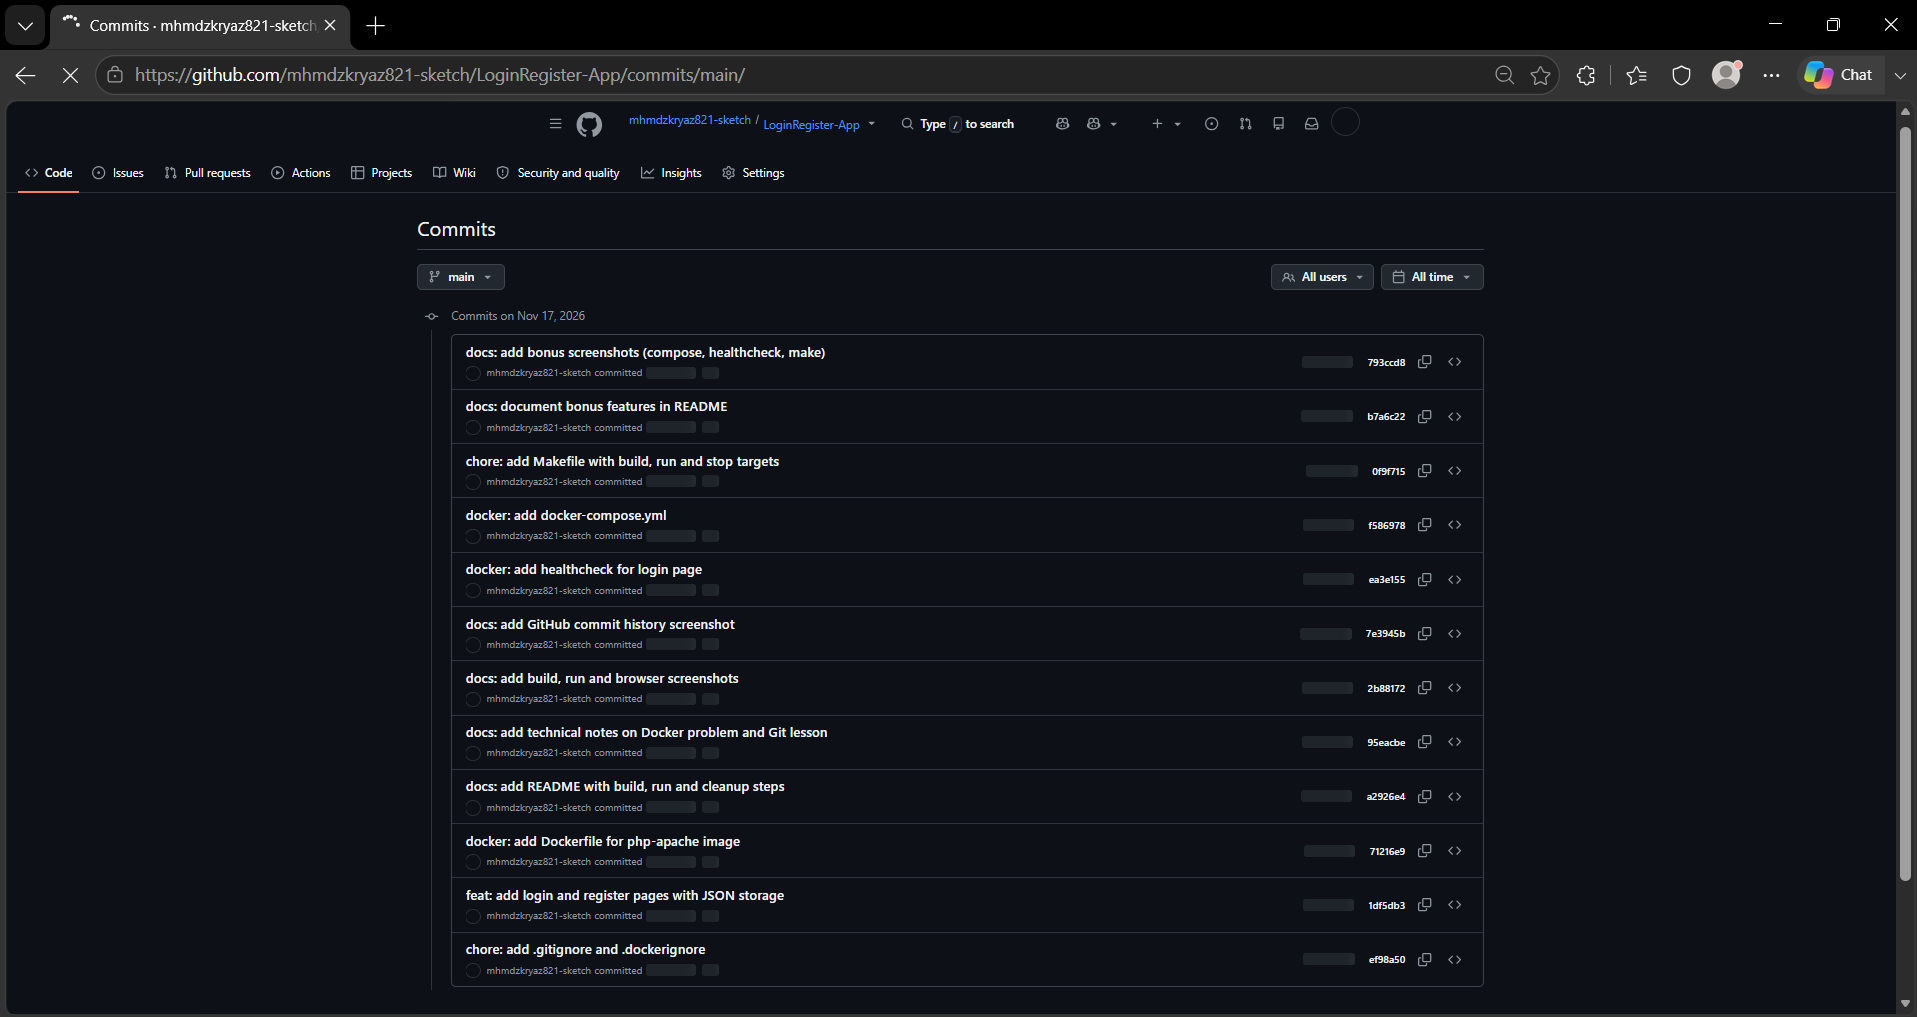 Commits · mhmdzkryaz821-sketch
https://github.com/mhmdzkryaz821-sketch/LoginRegister-App/commits/main/
Chat
mhmdzkryaz821-sketch / LoginRegister-App
Type / to search
Code Issues Pull requests Actions Projects Wiki Security and quality Insights Settings
Commits
main All users All time
Commits on Nov 17, 2026
docs: add bonus screenshots (compose, healthcheck, make)
793ccd8
mhmdzkryaz821-sketch committed
docs: document bonus features in README
b7a6c22
mhmdzkryaz821-sketch committed
chore: add Makefile with build, run and stop targets
0f9f715
mhmdzkryaz821-sketch committed
docker: add docker-compose.yml
f586978
mhmdzkryaz821-sketch committed
docker: add healthcheck for login page
ea3e155
mhmdzkryaz821-sketch committed
docs: add GitHub commit history screenshot
7e3945b
mhmdzkryaz821-sketch committed
docs: add build, run and browser screenshots
2b88172
mhmdzkryaz821-sketch committed
docs: add technical notes on Docker problem and Git lesson
95eacbe
mhmdzkryaz821-sketch committed
docs: add README with build, run and cleanup steps
a2926e4
mhmdzkryaz821-sketch committed
docker: add Dockerfile for php-apache image
71216e9
mhmdzkryaz821-sketch committed
feat: add login and register pages with JSON storage
1df5db3
mhmdzkryaz821-sketch committed
chore: add .gitignore and .dockerignore
ef98a50
mhmdzkryaz821-sketch committed